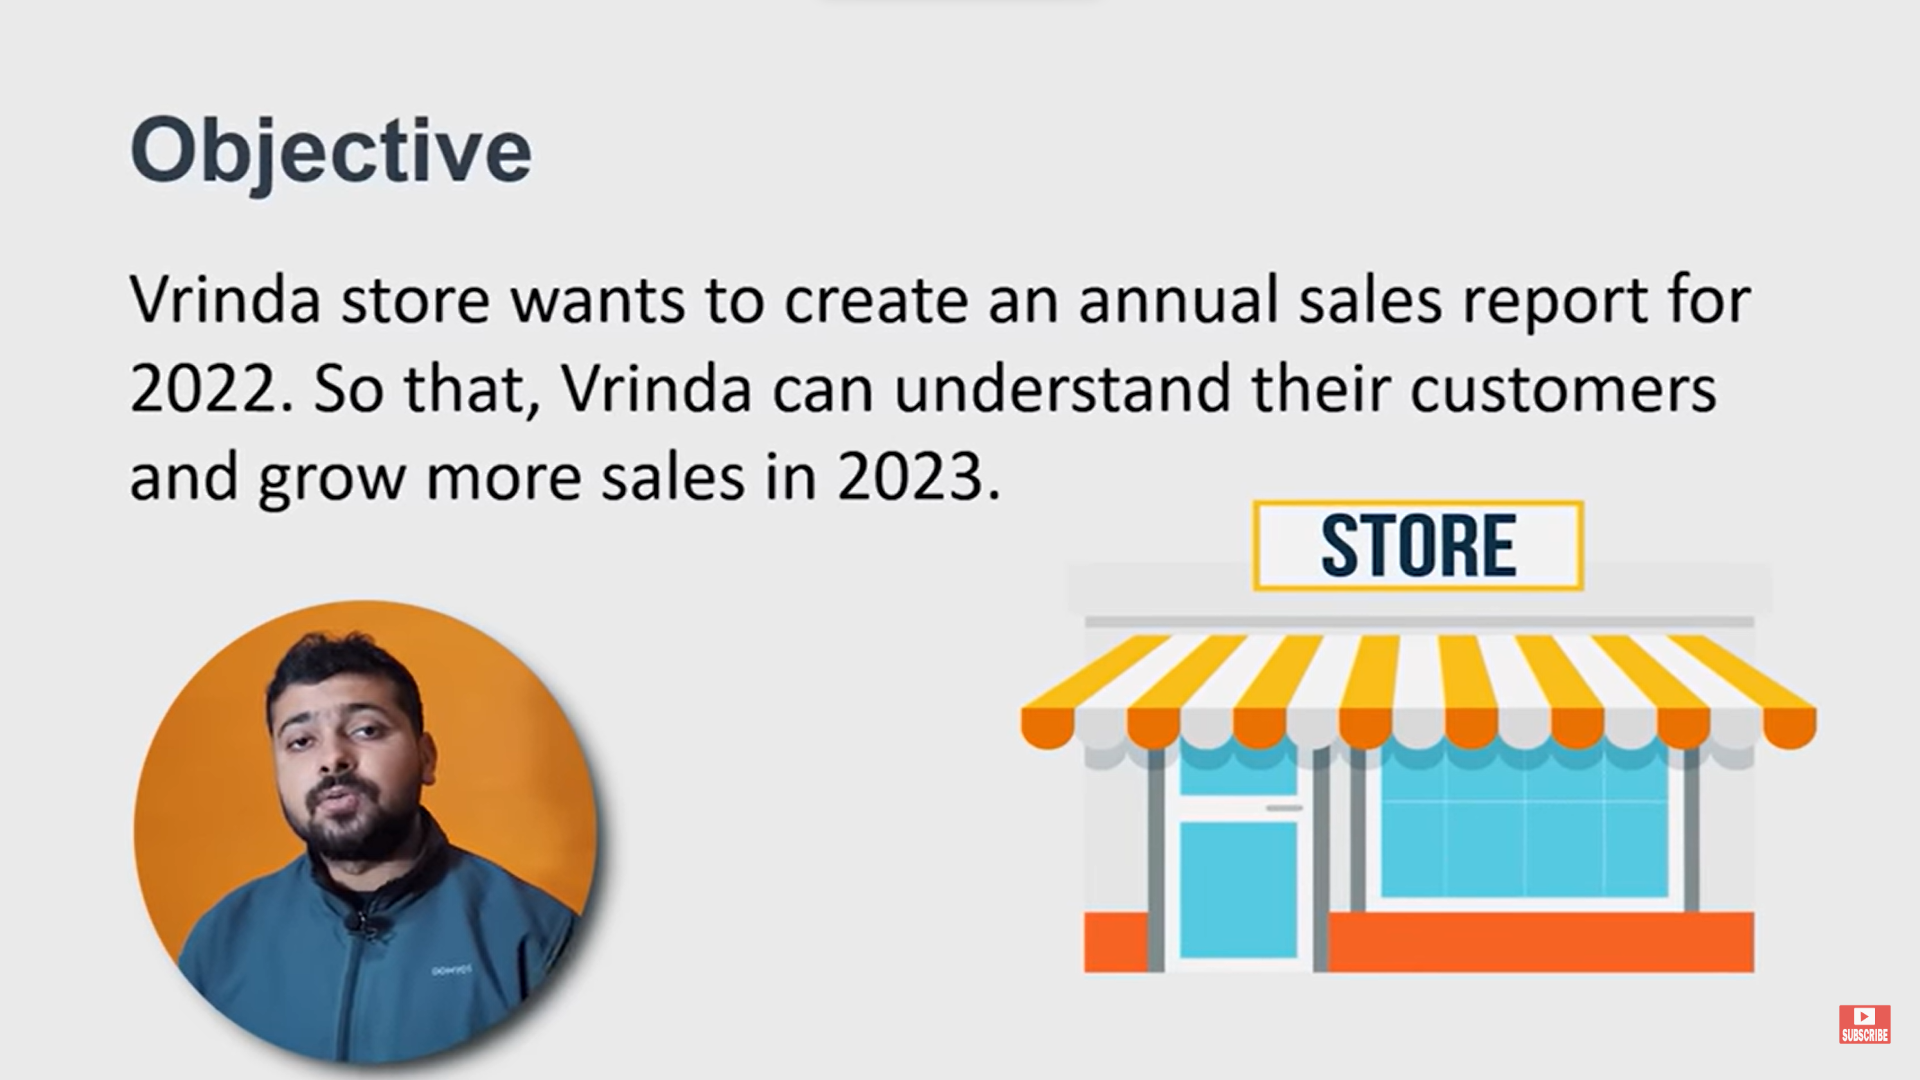 Objective
Vrinda store wants to create an annual sales report for
2022. So that, Vrinda can understand their customers
and grow more sales in 2023.
STORE
DOMYOS
SUBSCRIBE